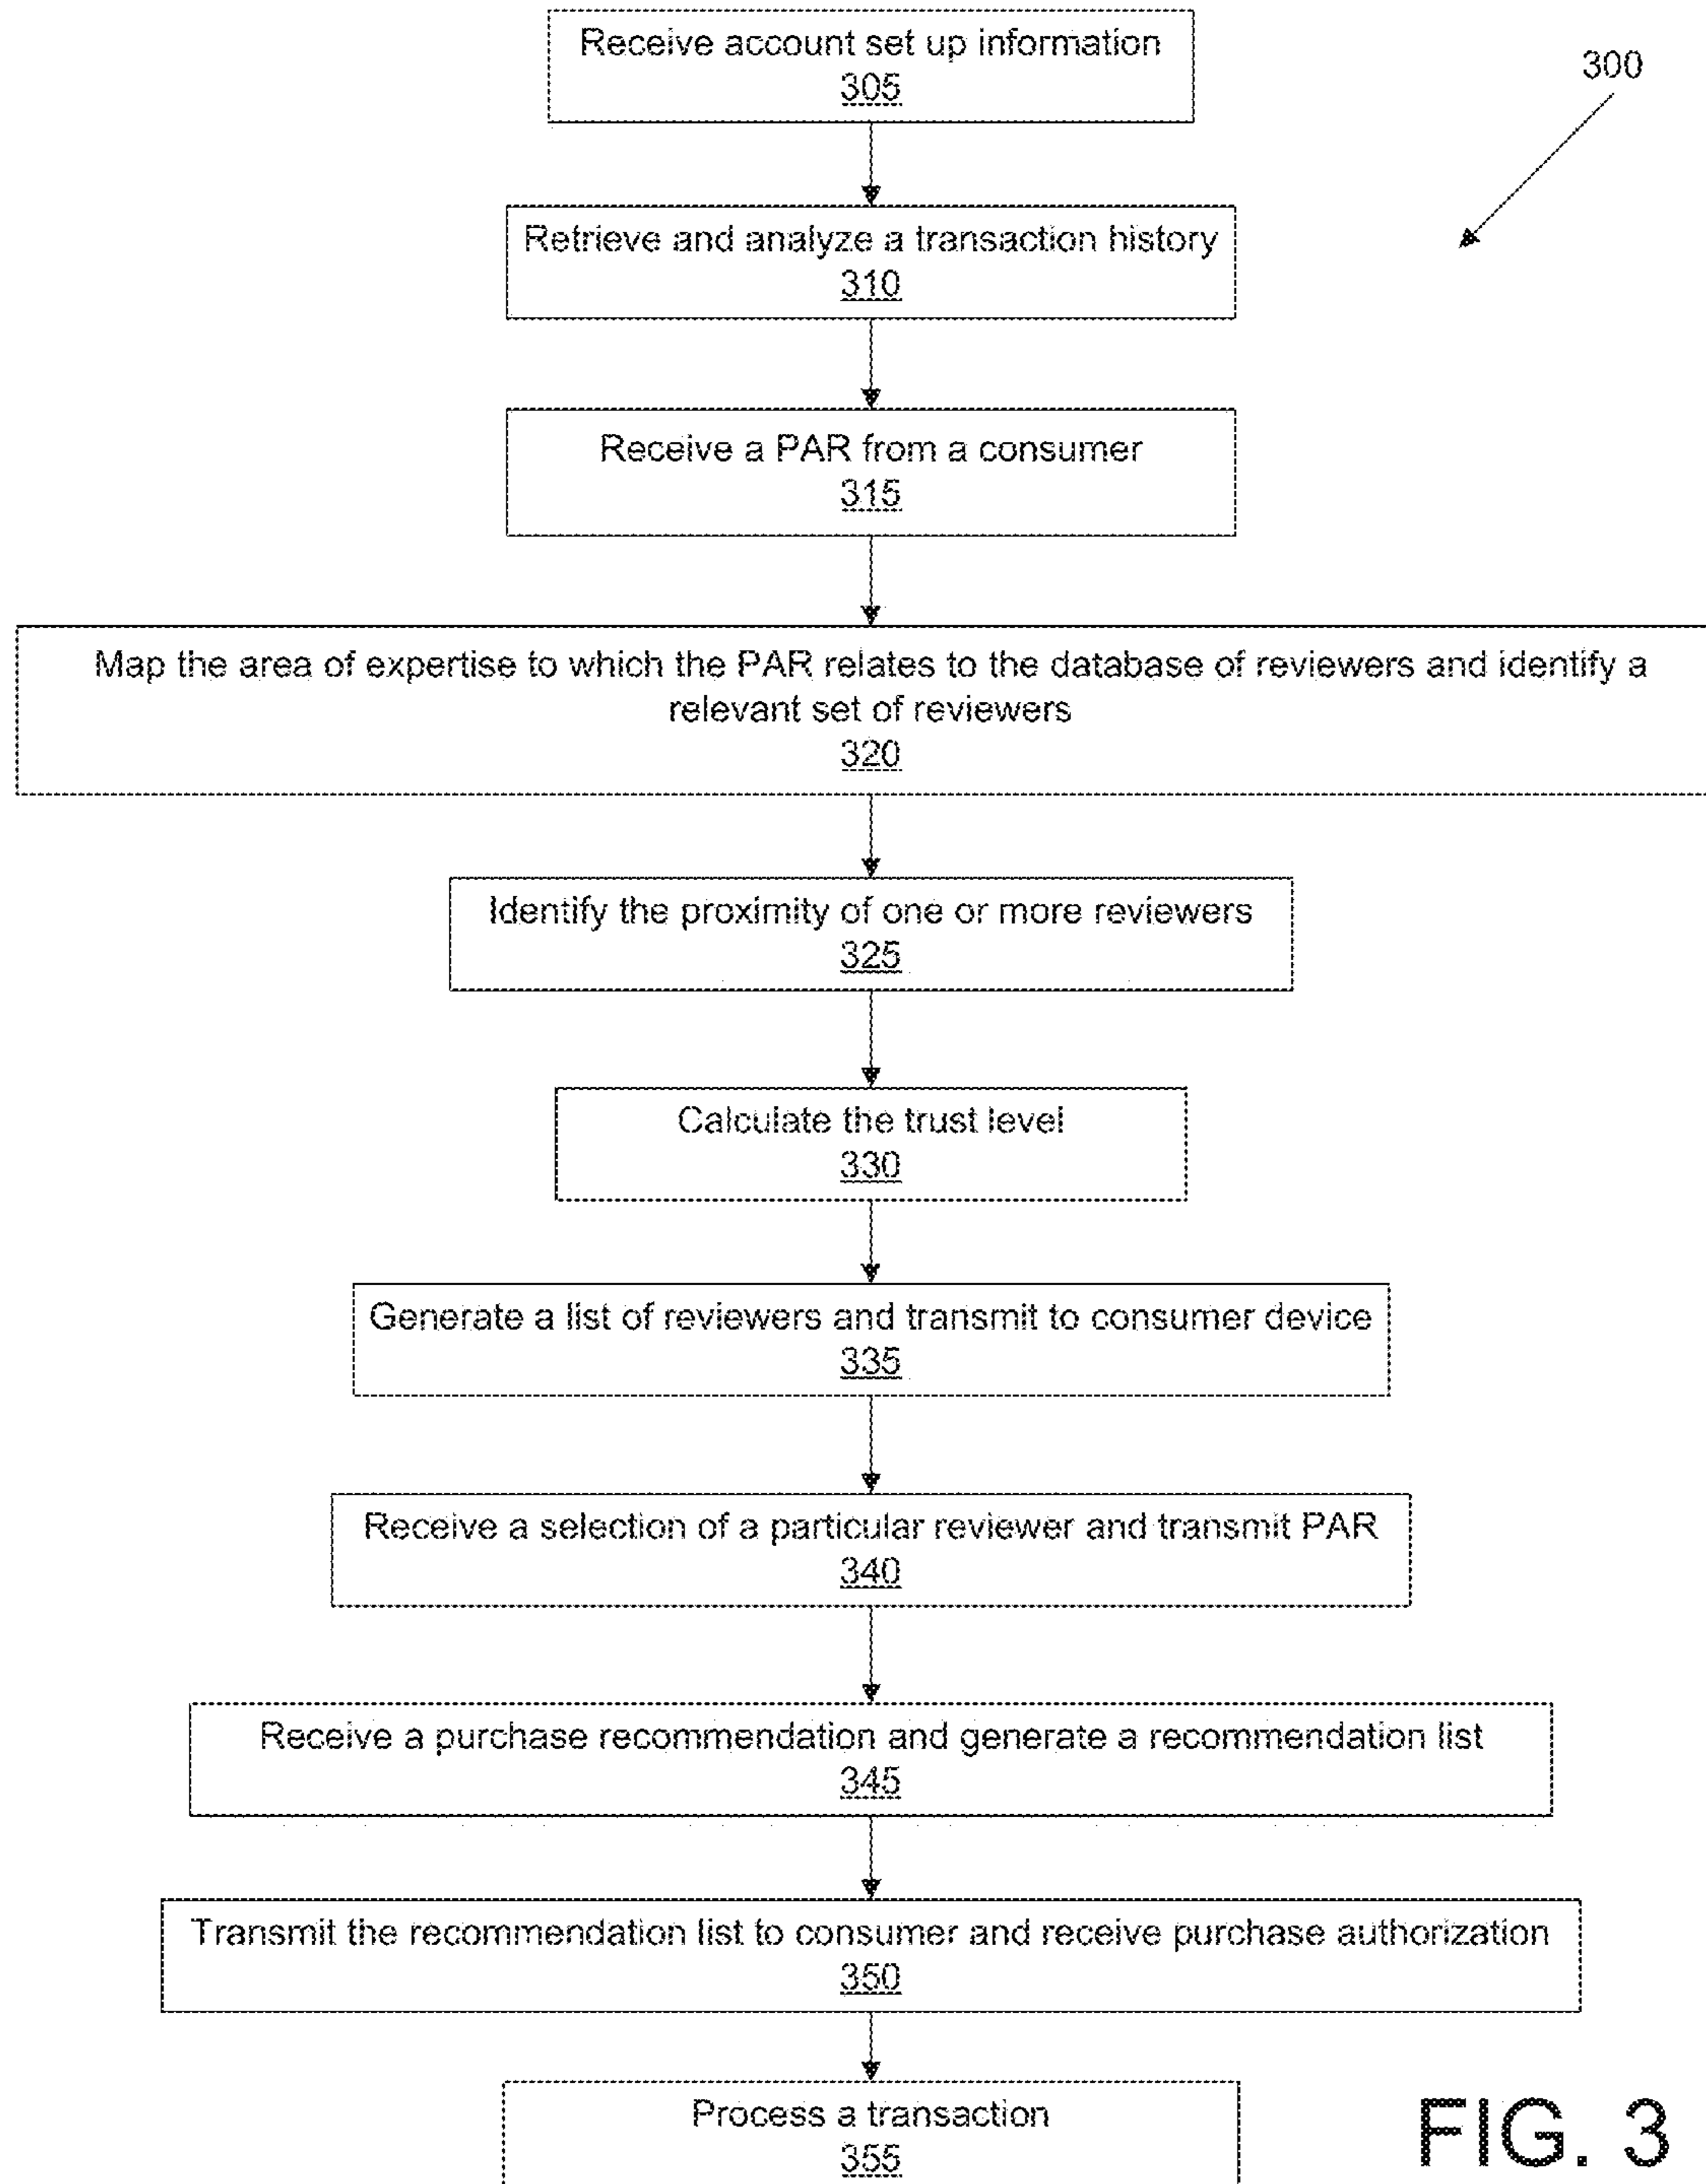 Receive account set up information
305
300
Retrieve and analyze a transaction history
310
Receive a PAR from a consumer
315
Map the area of expertise to which the PAR relates to the database of reviewers and identify a
relevant set of reviewers
320
Identify the proximity of one or more reviewers
325
Calculate the trust level
330
Generate a list of reviewers and transmit to consumer device
335
Receive a selection of a particular reviewer and transmit PAR
340
Receive a purchase recommendation and generate a recommendation list
345
Transmit the recommendation list to consumer and receive purchase authorization
350
Process a transaction
355
FIG. 3